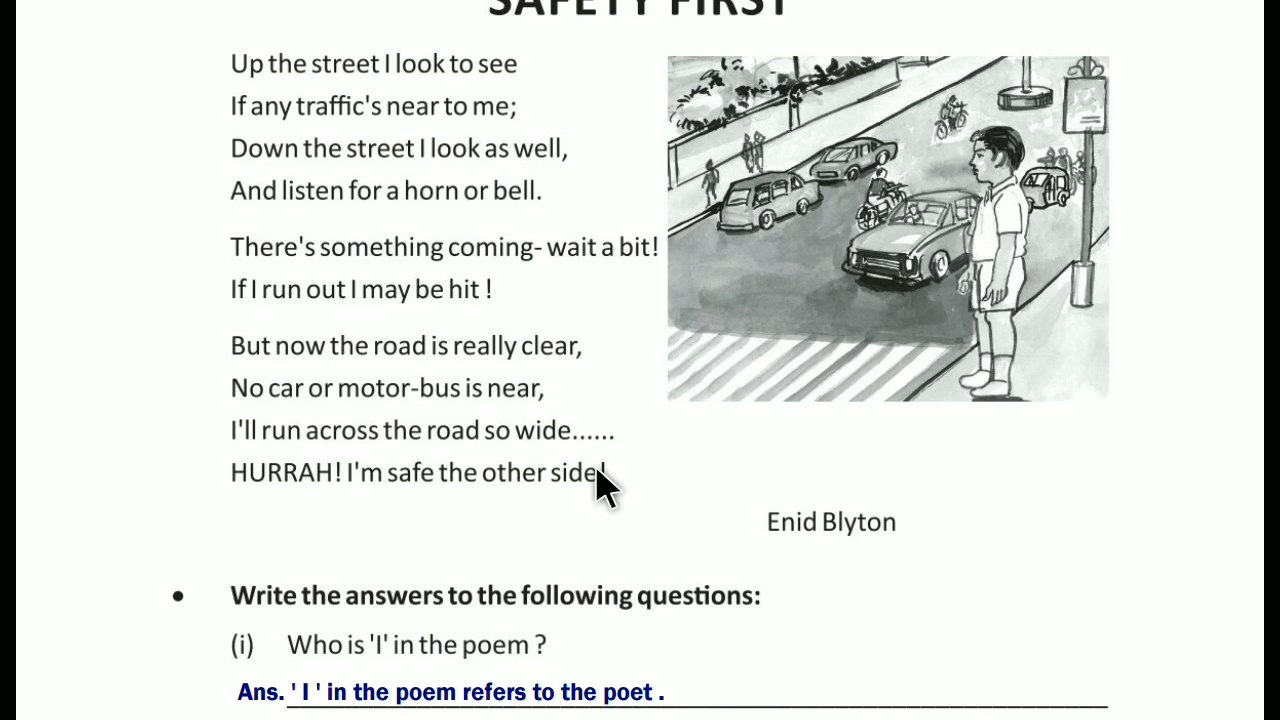 SAFETY FIRST
Up the street I look to see
If any traffic's near to me;
Down the street I look as well,
And listen for a horn or bell.
There's something coming- wait a bit!
If I run out I may be hit !
But now the road is really clear,
No car or motor-bus is near,
I'll run across the road so wide......
HURRAH! I'm safe the other side!
Enid Blyton
• Write the answers to the following questions:
(i) Who is 'I' in the poem ?
Ans. ' I ' in the poem refers to the poet .